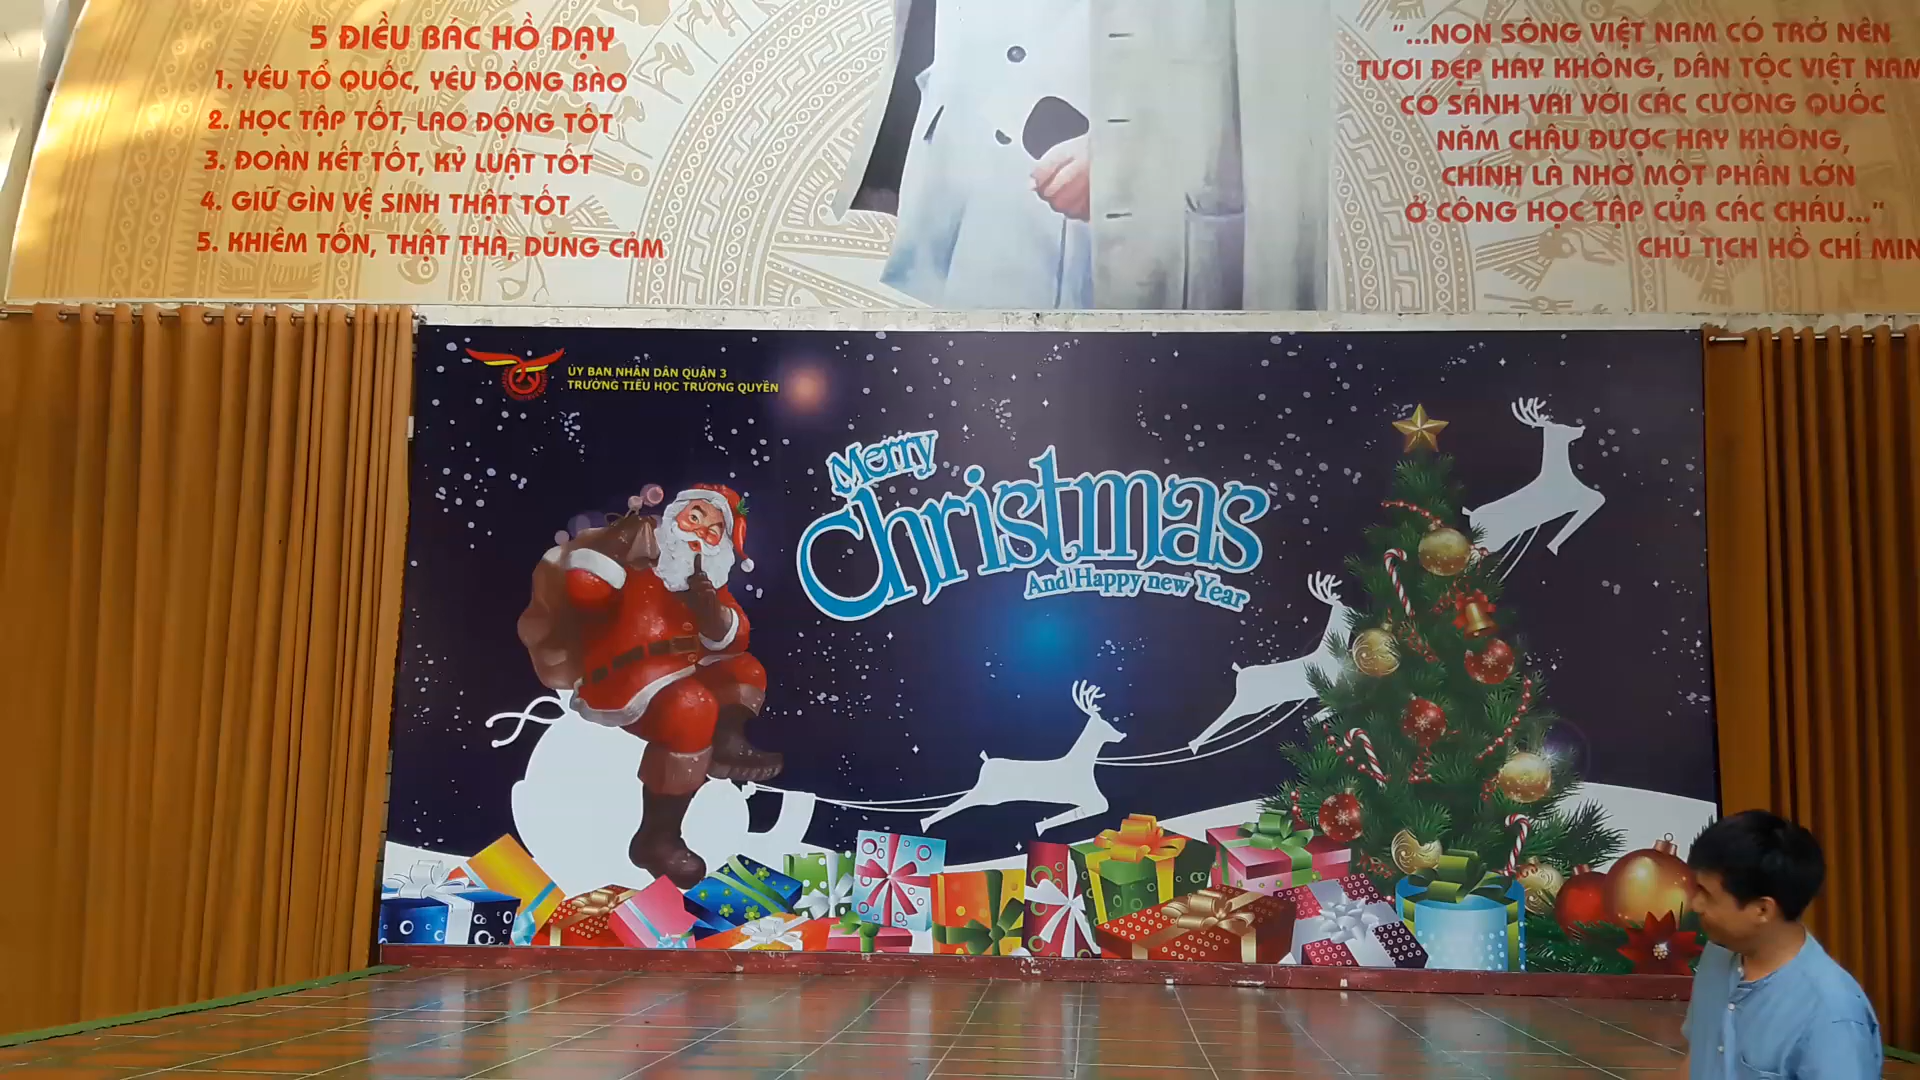 5 ĐIỀU BÁC HỒ DẠY
1. YÊU TỔ QUỐC, YÊU ĐỒNG BÀO
2. HỌC TẬP TỐT, LAO ĐỘNG TỐT
3. ĐOÀN KẾT TỐT, KỶ LUẬT TỐT
4. GIỮ GÌN VỆ SINH THẬT TỐT
5. KHIÊM TỐN, THẬT THÀ, DŨNG CẢM
"...NON SÔNG VIỆT NAM CÓ TRỞ NÊN
TƯƠI ĐẸP HAY KHÔNG, DÂN TỘC VIỆT NAM
CÓ SÁNH VAI VỚI CÁC CƯỜNG QUỐC
NĂM CHÂU ĐƯỢC HAY KHÔNG,
CHÍNH LÀ NHỜ MỘT PHẦN LỚN
Ở CÔNG HỌC TẬP CỦA CÁC CHÁU..."
CHỦ TỊCH HỒ CHÍ MIN
ỦY BAN NHÂN DÂN QUẬN 3
TRƯỜNG TIỂU HỌC TRƯƠNG QUYỀN
Merry
Christmas
And Happy new Year